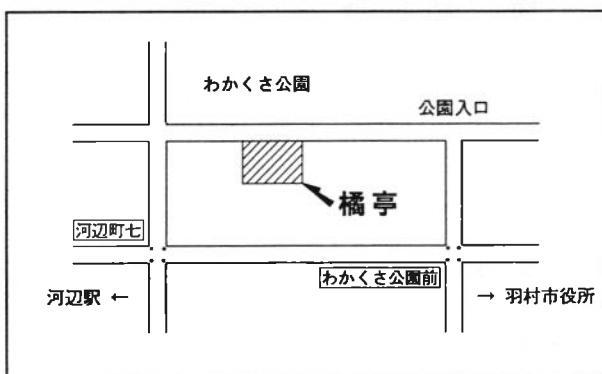 わかくさ公園
公園入口
橘亭
河辺町七
わかくさ公園前
河辺駅 ←
→ 羽村市役所